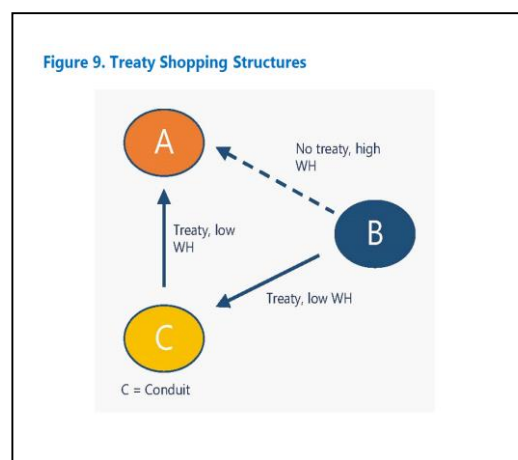 Figure 9. Treaty Shopping Structures
A
No treaty, high
WH
Treaty, low
WH
B
Treaty, low WH
C
C = Conduit